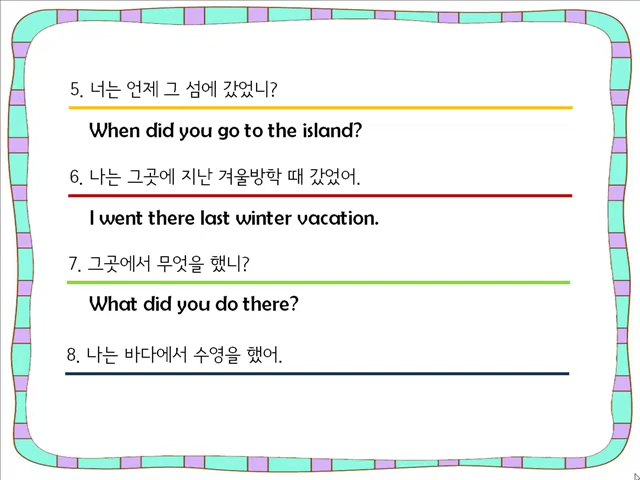 5. 너는 언제 그 섬에 갔었니?
When did you go to the island?
6. 나는 그곳에 지난 겨울방학 때 갔었어.
I went there last winter vacation.
7. 그곳에서 무엇을 했니?
What did you do there?
8. 나는 바다에서 수영을 했어.